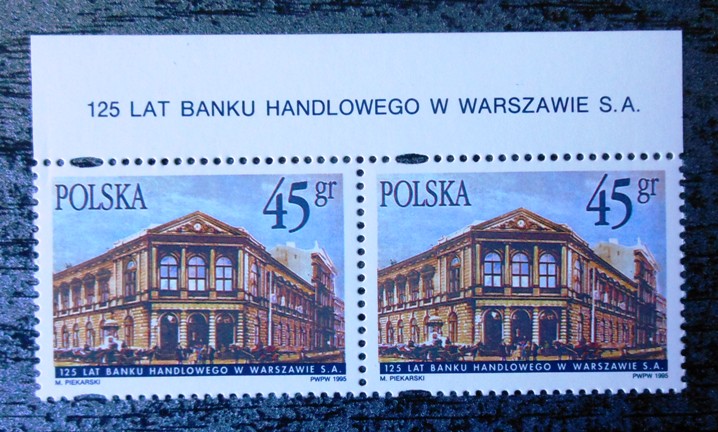 125 LAT BANKU HANDLOWEGO W WARSZAWIE S.A.
POLSKA 45 gr
125 LAT BANKU HANDLOWEGO W WARSZAWIE S.A.
M. PIEKARSKI PWPW 1995
POLSKA 45 gr
125 LAT BANKU HANDLOWEGO W WARSZAWIE S.A.
M. PIEKARSKI PWPW 1995